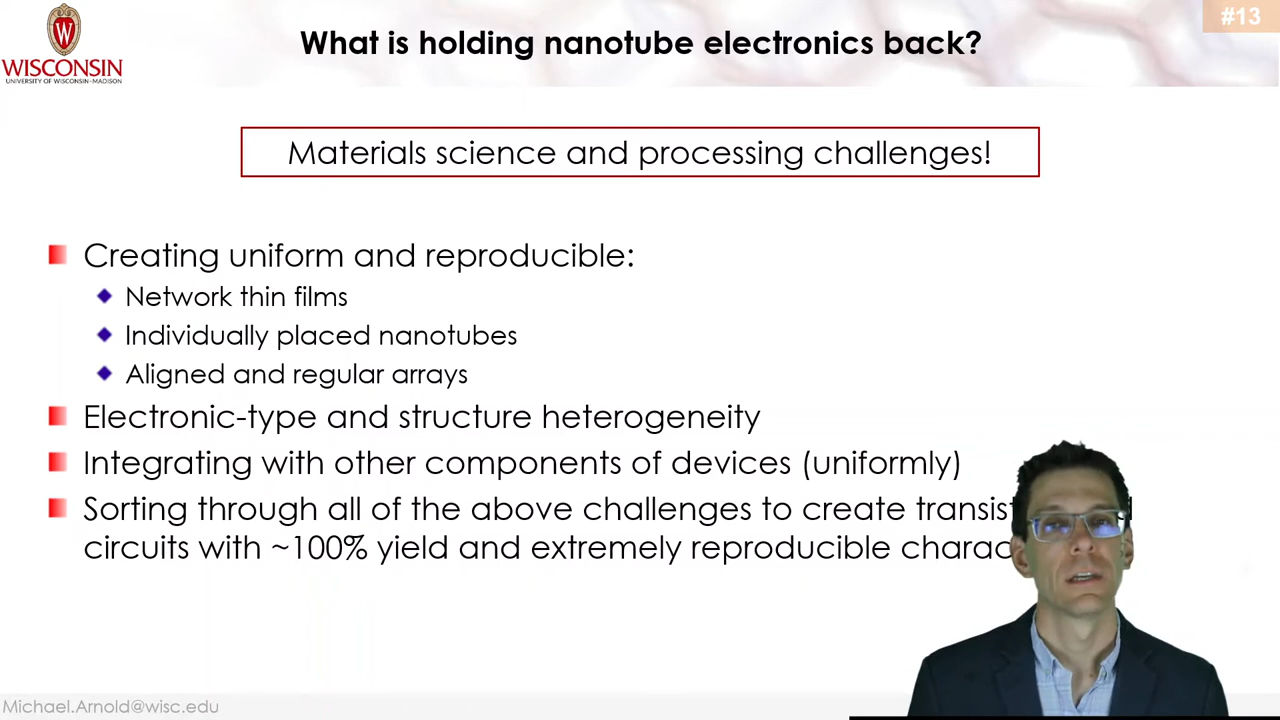 #13
What is holding nanotube electronics back?
WISCONSIN
UNIVERSITY OF WISCONSIN-MADISON
Materials science and processing challenges!
Creating uniform and reproducible:
Network thin films
Individually placed nanotubes
Aligned and regular arrays
Electronic-type and structure heterogeneity
Integrating with other components of devices (uniformly)
Sorting through all of the above challenges to create
circuits with ~100% yield and extremely reproducible
Michael.Arnold@wisc.edu